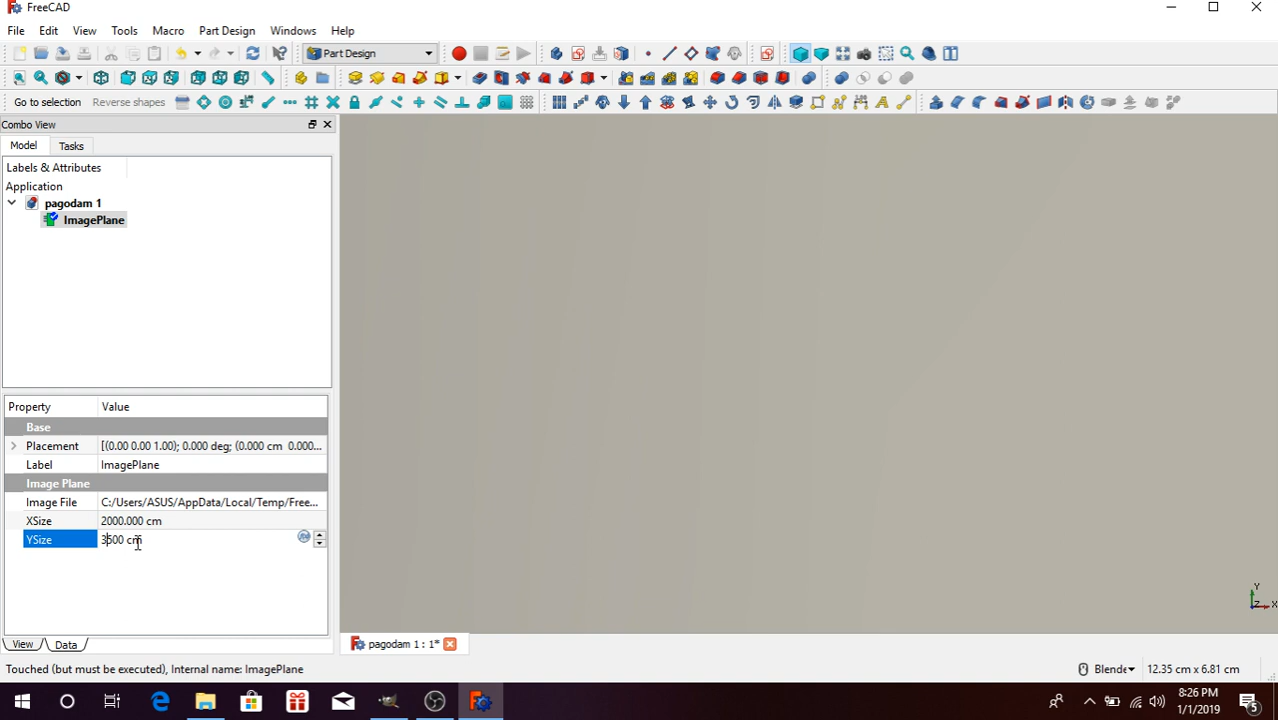 FreeCAD
File Edit View Tools Macro Part Design Windows Help
Part Design
Go to selection Reverse shapes
Combo View
Model Tasks
Labels & Attributes
Application
pagodam 1
ImagePlane
Property Value
Base
Placement [(0.00 0.00 1.00); 0.000 deg; (0.000 cm 0.000...
Label ImagePlane
Image Plane
Image File C:/Users/ASUS/AppData/Local/Temp/Free...
XSize 2000.000 cm
YSize 3500 cm
Y
Z X
View Data
pagodam 1 : 1*
Touched (but must be executed), Internal name: ImagePlane
Blende 12.35 cm x 6.81 cm
8:26 PM
1/1/2019
5